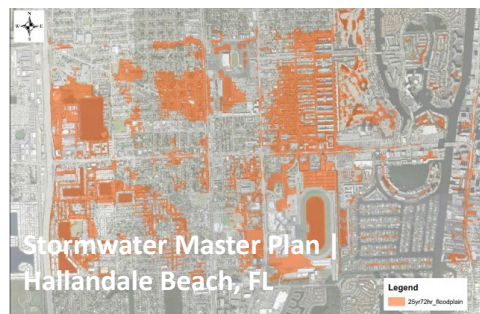 N
W E
S
Stormwater Master Plan |
Hallandale Beach, FL
Legend
25yr72hr_floodplain